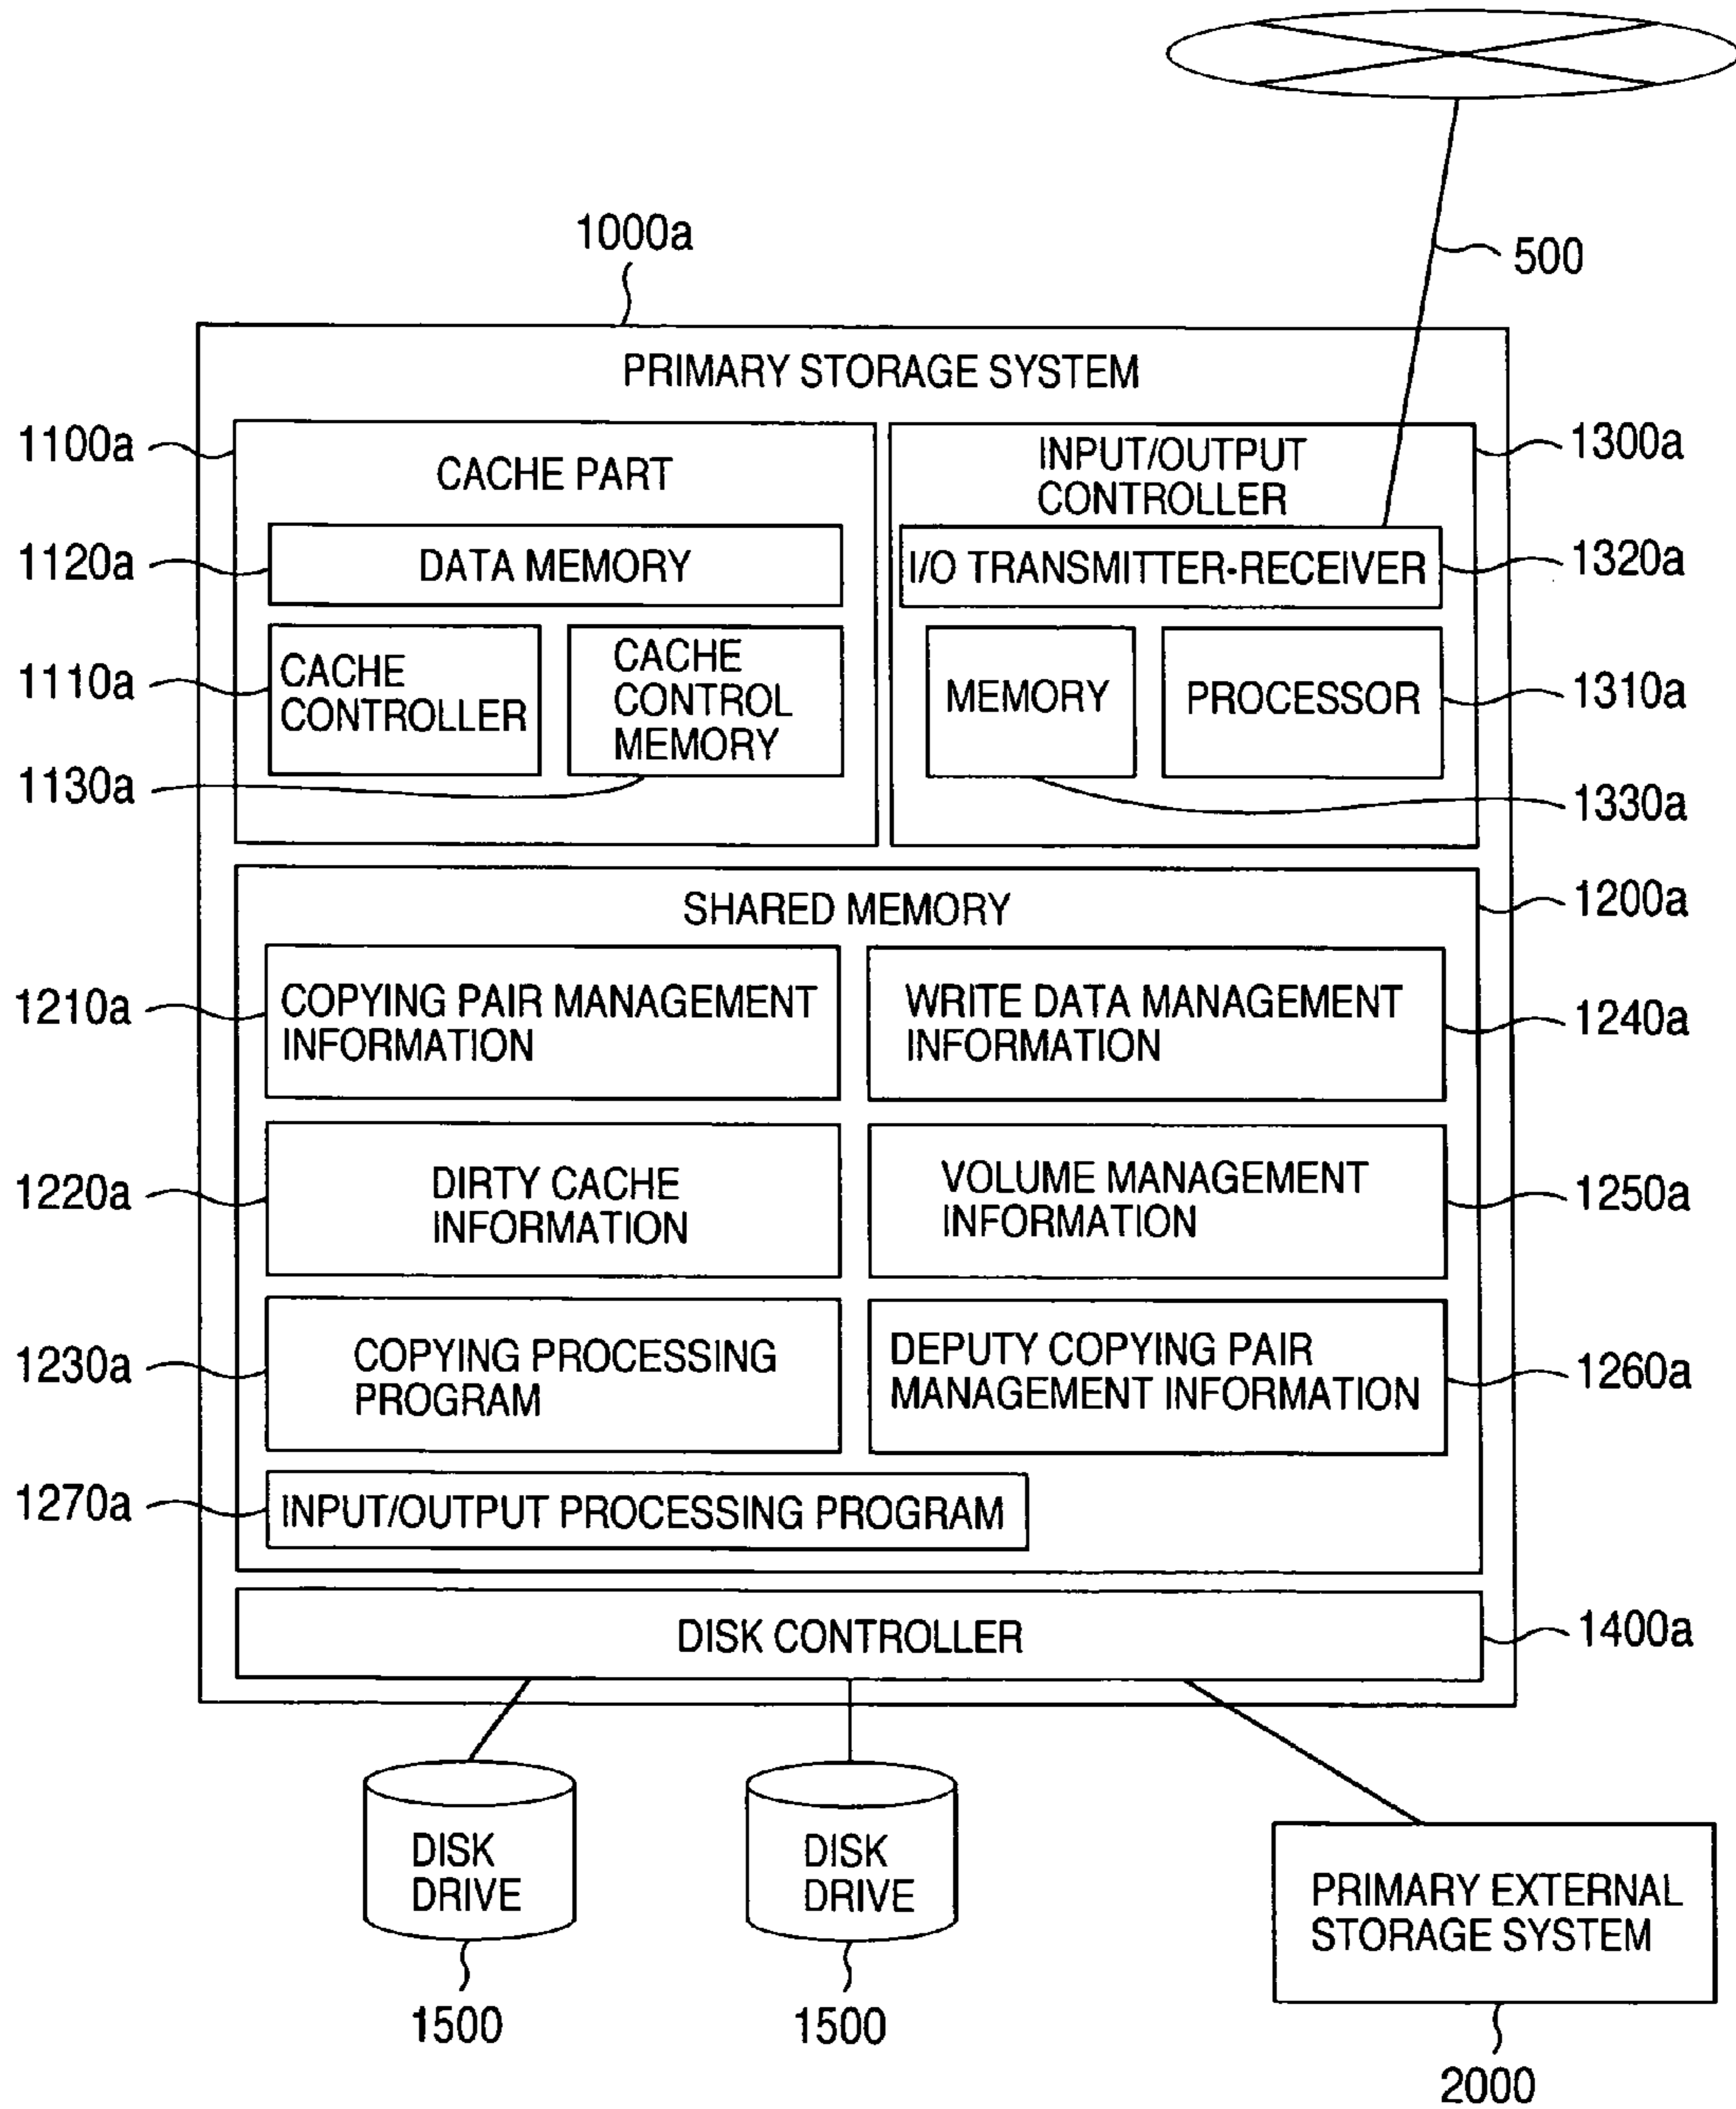 1000a
500
PRIMARY STORAGE SYSTEM
1100a
CACHE PART
INPUT/OUTPUT
CONTROLLER
1300a
1120a
DATA MEMORY
I/O TRANSMITTER-RECEIVER
1320a
1110a
CACHE
CONTROLLER
CACHE
CONTROL
MEMORY
MEMORY
PROCESSOR
1310a
1130a
1330a
SHARED MEMORY
1200a
1210a
COPYING PAIR MANAGEMENT
INFORMATION
WRITE DATA MANAGEMENT
INFORMATION
1240a
1220a
DIRTY CACHE
INFORMATION
VOLUME MANAGEMENT
INFORMATION
1250a
1230a
COPYING PROCESSING
PROGRAM
DEPUTY COPYING PAIR
MANAGEMENT INFORMATION
1260a
1270a
INPUT/OUTPUT PROCESSING PROGRAM
DISK CONTROLLER
1400a
DISK
DRIVE
DISK
DRIVE
PRIMARY EXTERNAL
STORAGE SYSTEM
1500
1500
2000